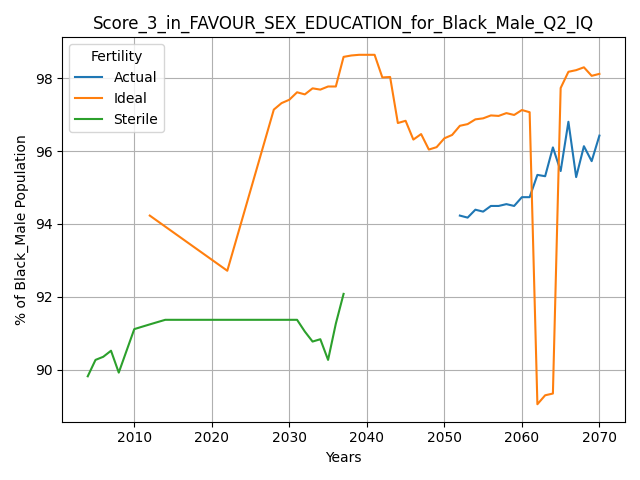 Score_3_in_FAVOUR_SEX_EDUCATION_for_Black_Male_Q2_IQ
Fertility
Actual
Ideal
Sterile
% of Black_Male Population
98
96
94
92
90
2010 2020 2030 2040 2050 2060 2070
Years